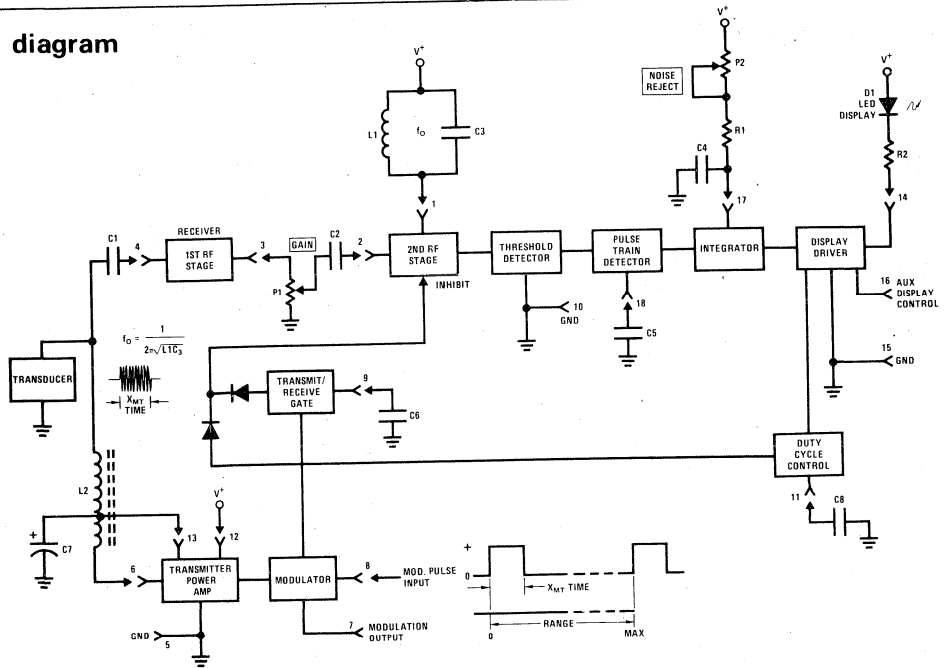 diagram
V+
P2
NOISE
REJECT
V+
D1
LED
DISPLAY
V+
L1
fO
C3
R1
R2
C4
1
17
14
C1
4
RECEIVER
1ST RF
STAGE
3
GAIN
C2
2
2ND RF
STAGE
THRESHOLD
DETECTOR
PULSE
TRAIN
DETECTOR
INTEGRATOR
DISPLAY
DRIVER
P1
INHIBIT
10
GND
18
C5
16 AUX
DISPLAY
CONTROL
fO = 1
2π√L1C3
15
GND
TRANSDUCER
XMT
TIME
TRANSMIT/
RECEIVE
GATE
9
C6
DUTY
CYCLE
CONTROL
L2
V+
11
C8
+
C7
13
12
6
TRANSMITTER
POWER
AMP
MODULATOR
8
MOD. PULSE
INPUT
+
0
XMT TIME
GND
5
7
MODULATION
OUTPUT
RANGE
0
MAX